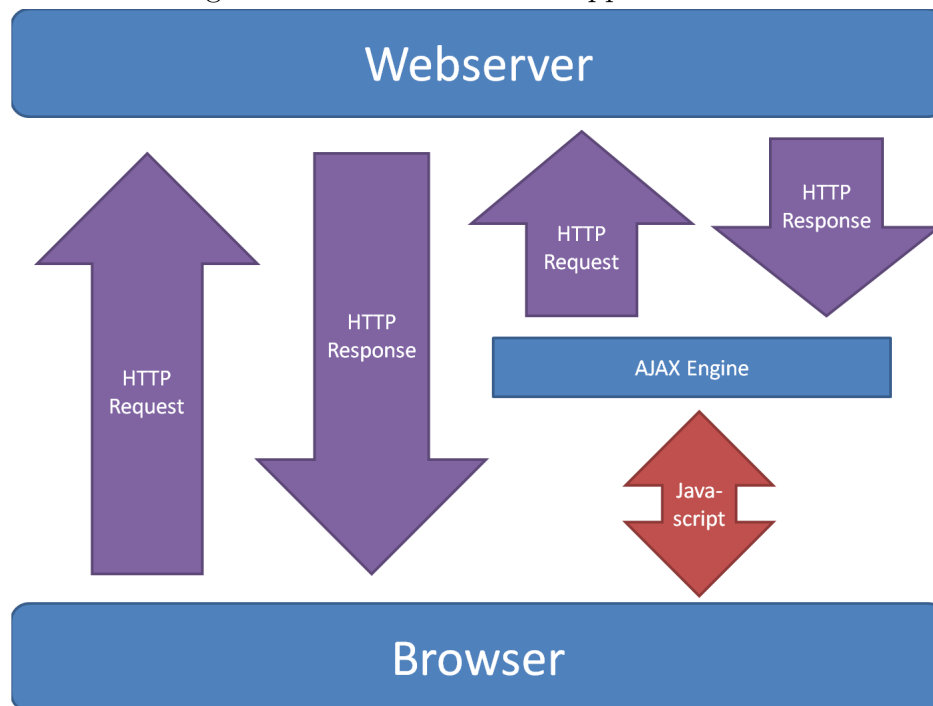 Webserver
HTTP
Request
HTTP
Response
HTTP
Request
HTTP
Response
AJAX Engine
Java-
script
Browser